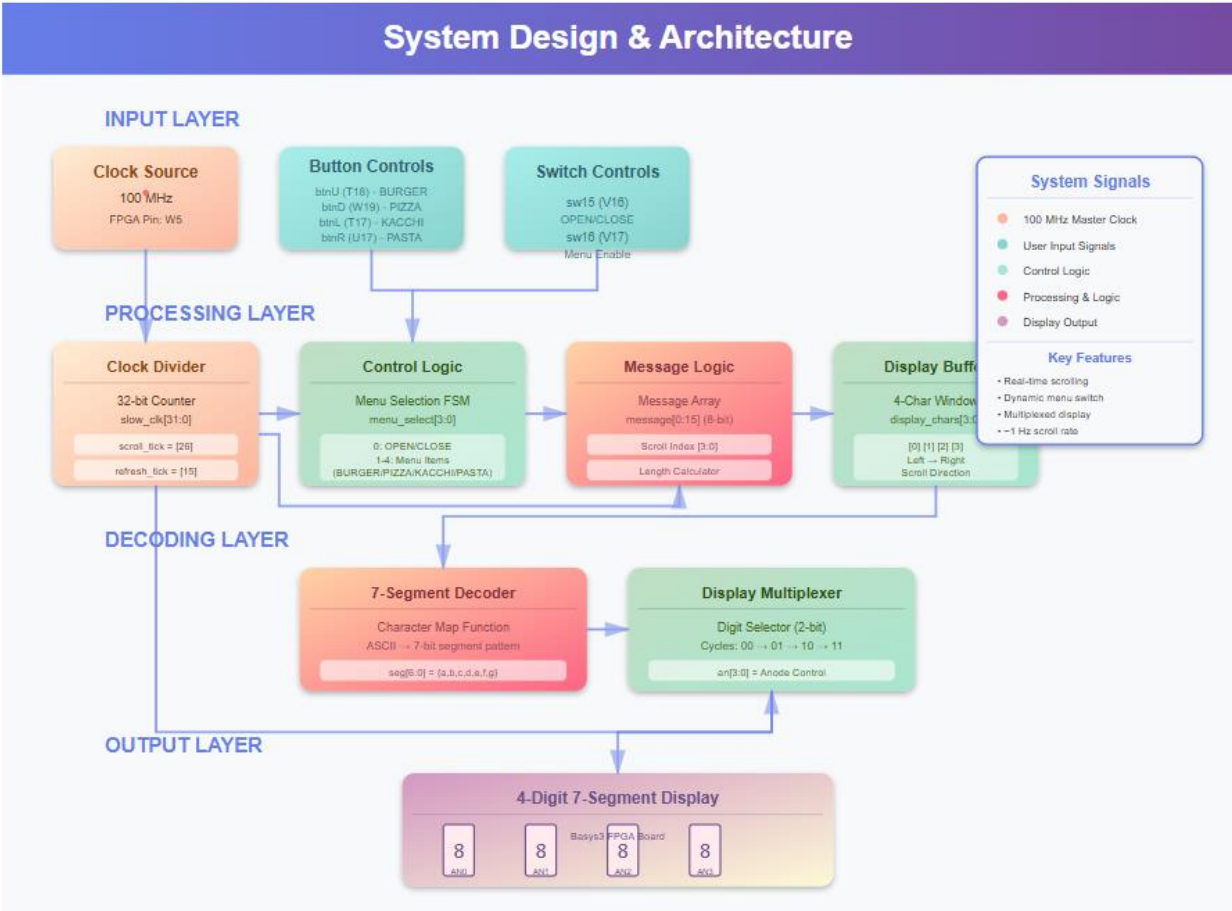 System Design & Architecture
INPUT LAYER
Clock Source
100 MHz
FPGA Pin: W5
Button Controls
btnU (T18) - BURGER
btnD (W19) - PIZZA
btnL (T17) - KACCHI
btnR (U17) - PASTA
Switch Controls
sw15 (V16)
OPEN/CLOSE
sw16 (V17)
Menu Enable
System Signals
100 MHz Master Clock
User Input Signals
Control Logic
Processing & Logic
Display Output
Key Features
• Real-time scrolling
• Dynamic menu switch
• Multiplexed display
• ~1 Hz scroll rate
PROCESSING LAYER
Clock Divider
32-bit Counter
slow_clk[31:0]
scroll_tick = [26]
refresh_tick = [15]
Control Logic
Menu Selection FSM
menu_select[3:0]
0: OPEN/CLOSE
1-4: Menu Items
(BURGER/PIZZA/KACCHI/PASTA)
Message Logic
Message Array
message[0:15] (8-bit)
Scroll Index [3:0]
Length Calculator
Display Buff
4-Char Window
display_chars[3:0
[0] [1] [2] [3]
Left → Right
Scroll Direction
DECODING LAYER
7-Segment Decoder
Character Map Function
ASCII → 7-bit segment pattern
seg[6:0] = {a,b,c,d,e,f,g}
Display Multiplexer
Digit Selector (2-bit)
Cycles: 00 → 01 → 10 → 11
an[3:0] = Anode Control
OUTPUT LAYER
4-Digit 7-Segment Display
Basys3 FPGA Board
8 8 8 8
AN0 AN1 AN2 AN3